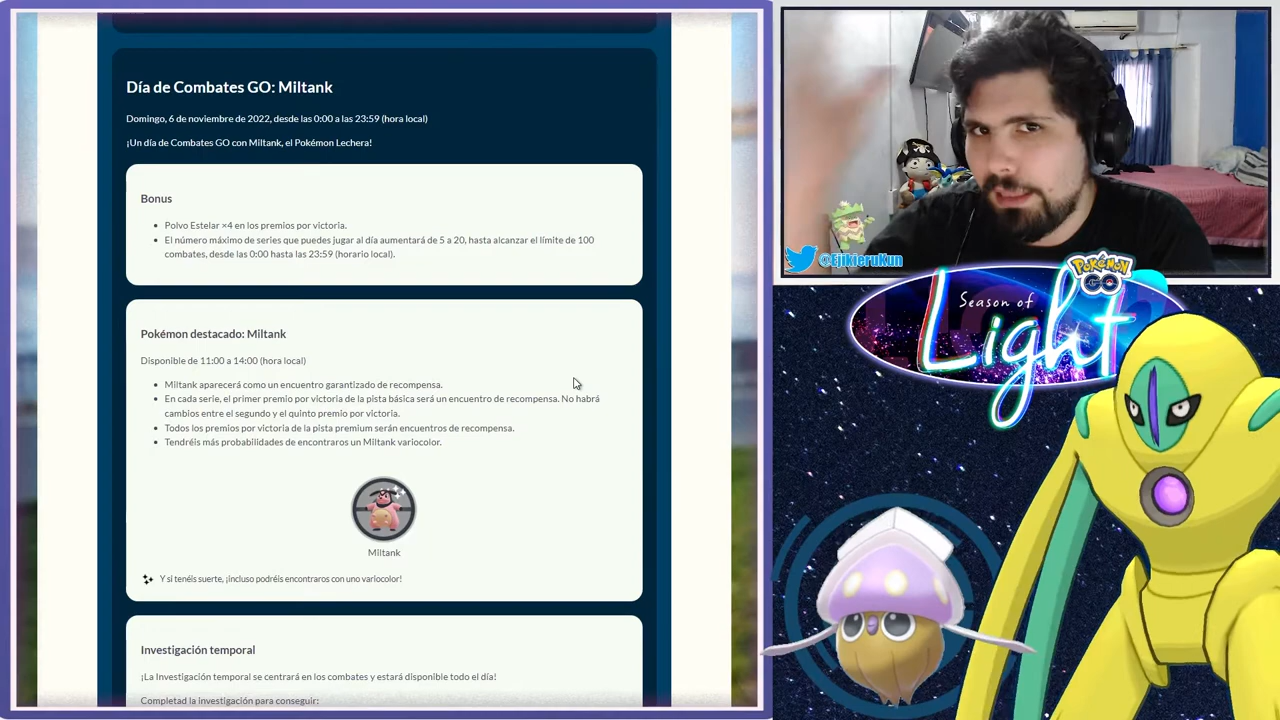 Día de Combates GO: Miltank
Domingo, 6 de noviembre de 2022, desde las 0:00 a las 23:59 (hora local)
¡Un día de Combates GO con Miltank, el Pokémon Lechera!
Bonus
Polvo Estelar ×4 en los premios por victoria.
El número máximo de series que puedes jugar al día aumentará de 5 a 20, hasta alcanzar el límite de 100
combates, desde las 0:00 hasta las 23:59 (horario local).
Pokémon destacado: Miltank
Disponible de 11:00 a 14:00 (hora local)
Miltank aparecerá como un encuentro garantizado de recompensa.
En cada serie, el primer premio por victoria de la pista básica será un encuentro de recompensa. No habrá
cambios entre el segundo y el quinto premio por victoria.
Todos los premios por victoria de la pista premium serán encuentros de recompensa.
Tendréis más probabilidades de encontraros un Miltank variocolor.
Miltank
Y si tenéis suerte, ¡incluso podréis encontraros con uno variocolor!
Investigación temporal
¡La Investigación temporal se centrará en los combates y estará disponible todo el día!
Completad la investigación para conseguir:
@EjikieruKun
Pokémon
GO
Season of
Light